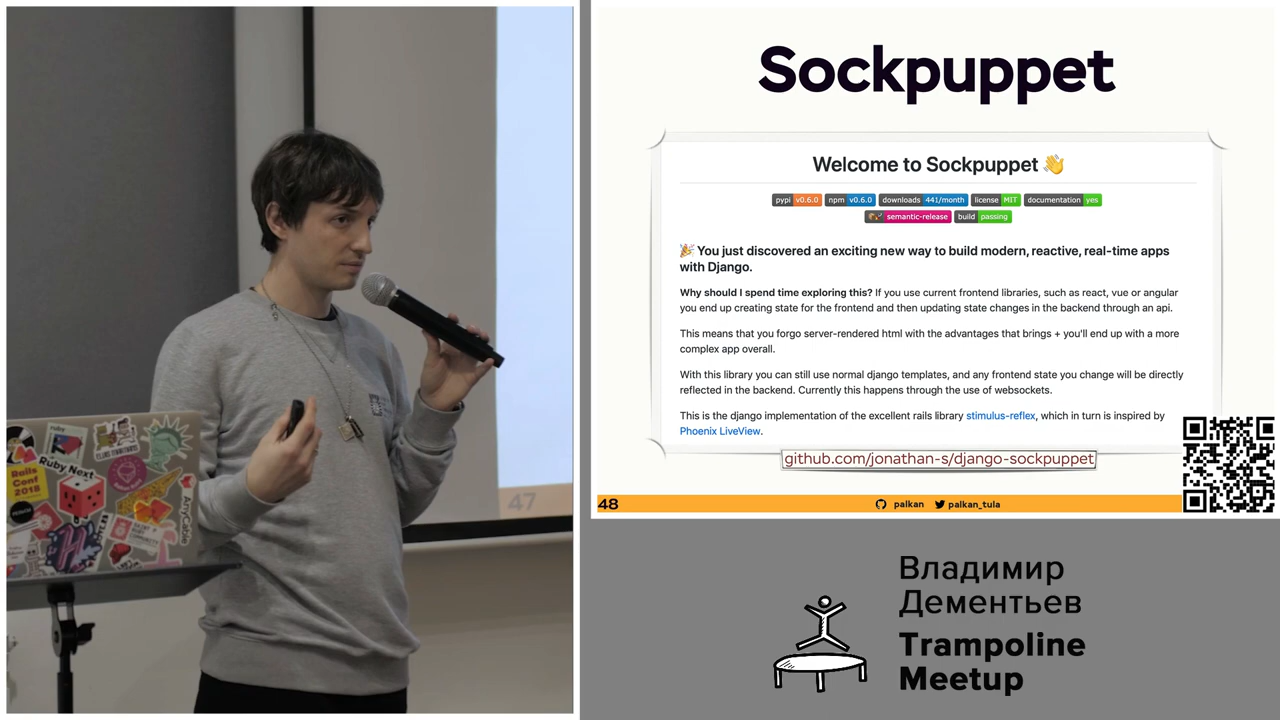 Sockpuppet
Welcome to Sockpuppet 👋
pypi v0.6.0 npm v0.6.0 downloads 441/month license MIT documentation yes
semantic-release build passing
🎉 You just discovered an exciting new way to build modern, reactive, real-time apps
with Django.
Why should I spend time exploring this? If you use current frontend libraries, such as react, vue or angular
you end up creating state for the frontend and then updating state changes in the backend through an api.
This means that you forgo server-rendered html with the advantages that brings + you'll end up with a more
complex app overall.
With this library you can still use normal django templates, and any frontend state you change will be directly
reflected in the backend. Currently this happens through the use of websockets.
This is the django implementation of the excellent rails library stimulus-reflex, which in turn is inspired by
Phoenix LiveView.
github.com/jonathan-s/django-sockpuppet
48
palkan palkan_tula
Владимир
Дементьев
Trampoline
Meetup
47
ruby
Ruby Next
Rails
Conf
2018
AnyCable